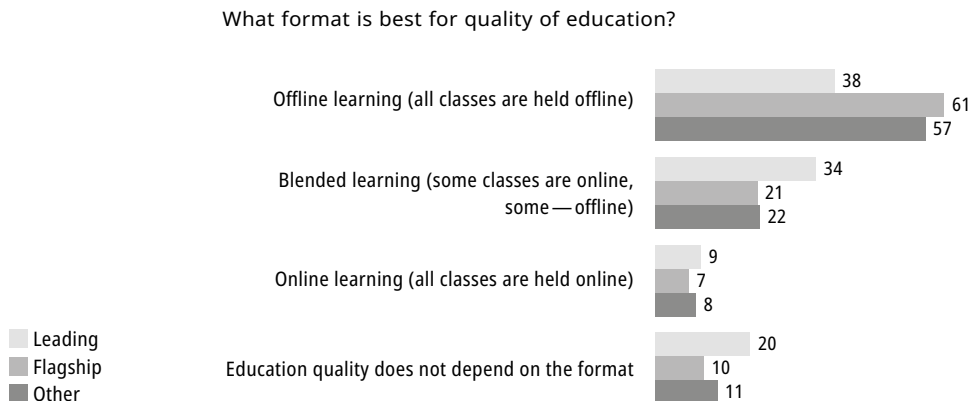 What format is best for quality of education?
Offline learning (all classes are held offline)
38
61
57
Blended learning (some classes are online,
some — offline)
34
21
22
Online learning (all classes are held online)
9
7
8
Education quality does not depend on the format
20
10
11
Leading
Flagship
Other